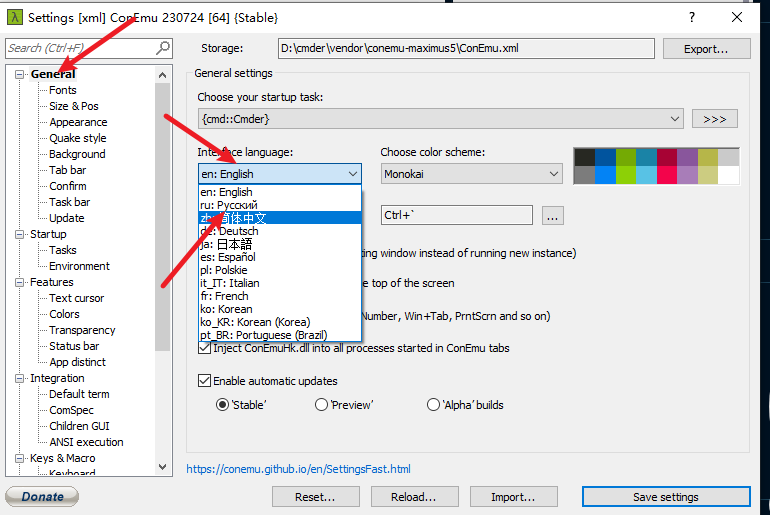 Settings [xml] ConEmu 230724 [64] {Stable}
Search (Ctrl+F)
Storage:
D:\cmder\vendor\conemu-maximus5\ConEmu.xml
Export...
General
Fonts
Size & Pos
Appearance
Quake style
Background
Tab bar
Confirm
Task bar
Update
Startup
Tasks
Environment
Features
Text cursor
Colors
Transparency
Status bar
App distinct
Integration
Default term
ComSpec
Children GUI
ANSI execution
Keys & Macro
Keyboard
General settings
Choose your startup task:
{cmd::Cmder}
>>>
Interface language:
Choose color scheme:
en: English
Monokai
en: English
ru: Русский
zh: 简体中文
de: Deutsch
ja: 日本語
es: Español
pl: Polskie
it_IT: Italian
fr: French
ko: Korean
ko_KR: Korean (Korea)
pt_BR: Portuguese (Brazil)
Ctrl+`
...
window instead of running new instance)
top of the screen
Number, Win+Tab, PrntScrn and so on)
Inject ConEmuHk.dll into all processes started in ConEmu tabs
Enable automatic updates
'Stable'
'Preview'
'Alpha' builds
https://conemu.github.io/en/SettingsFast.html
Donate
Reset...
Reload...
Import...
Save settings